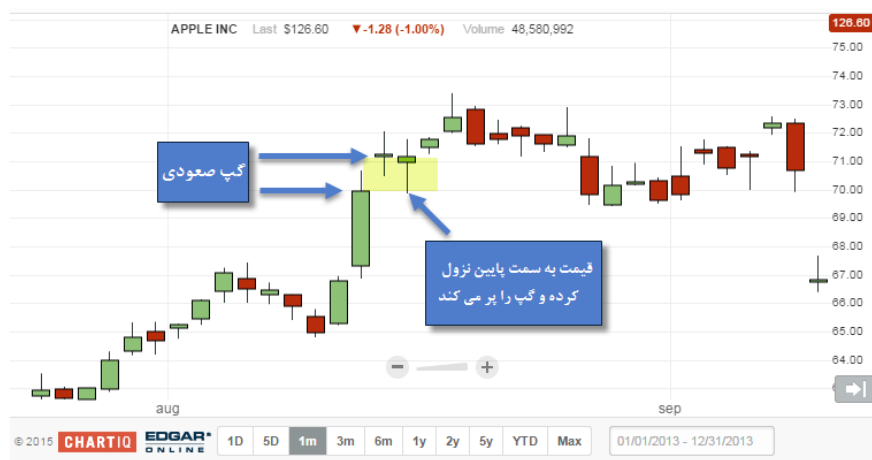 APPLE INC Last $126.60 ▼-1.28 (-1.00%) Volume 48,580,992
126.60
75.00
74.00
73.00
72.00
71.00
70.00
69.00
68.00
67.00
66.00
65.00
64.00
گپ صعودی
قیمت به سمت پایین نزول
کرده و گپ را پر می کند
aug
sep
© 2015 CHARTIQ EDGAR ONLINE 1D 5D 1m 3m 6m 1y 2y 5y YTD Max 01/01/2013 - 12/31/2013